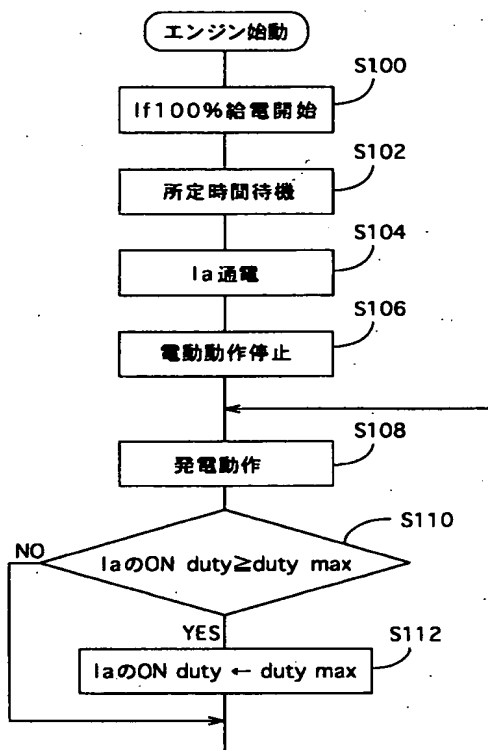 エンジン始動
S100
If100%給電開始
S102
所定時間待機
S104
Ia通電
S106
電動動作停止
S108
発電動作
S110
IaのON duty≧duty max
NO
YES
S112
IaのON duty ← duty max